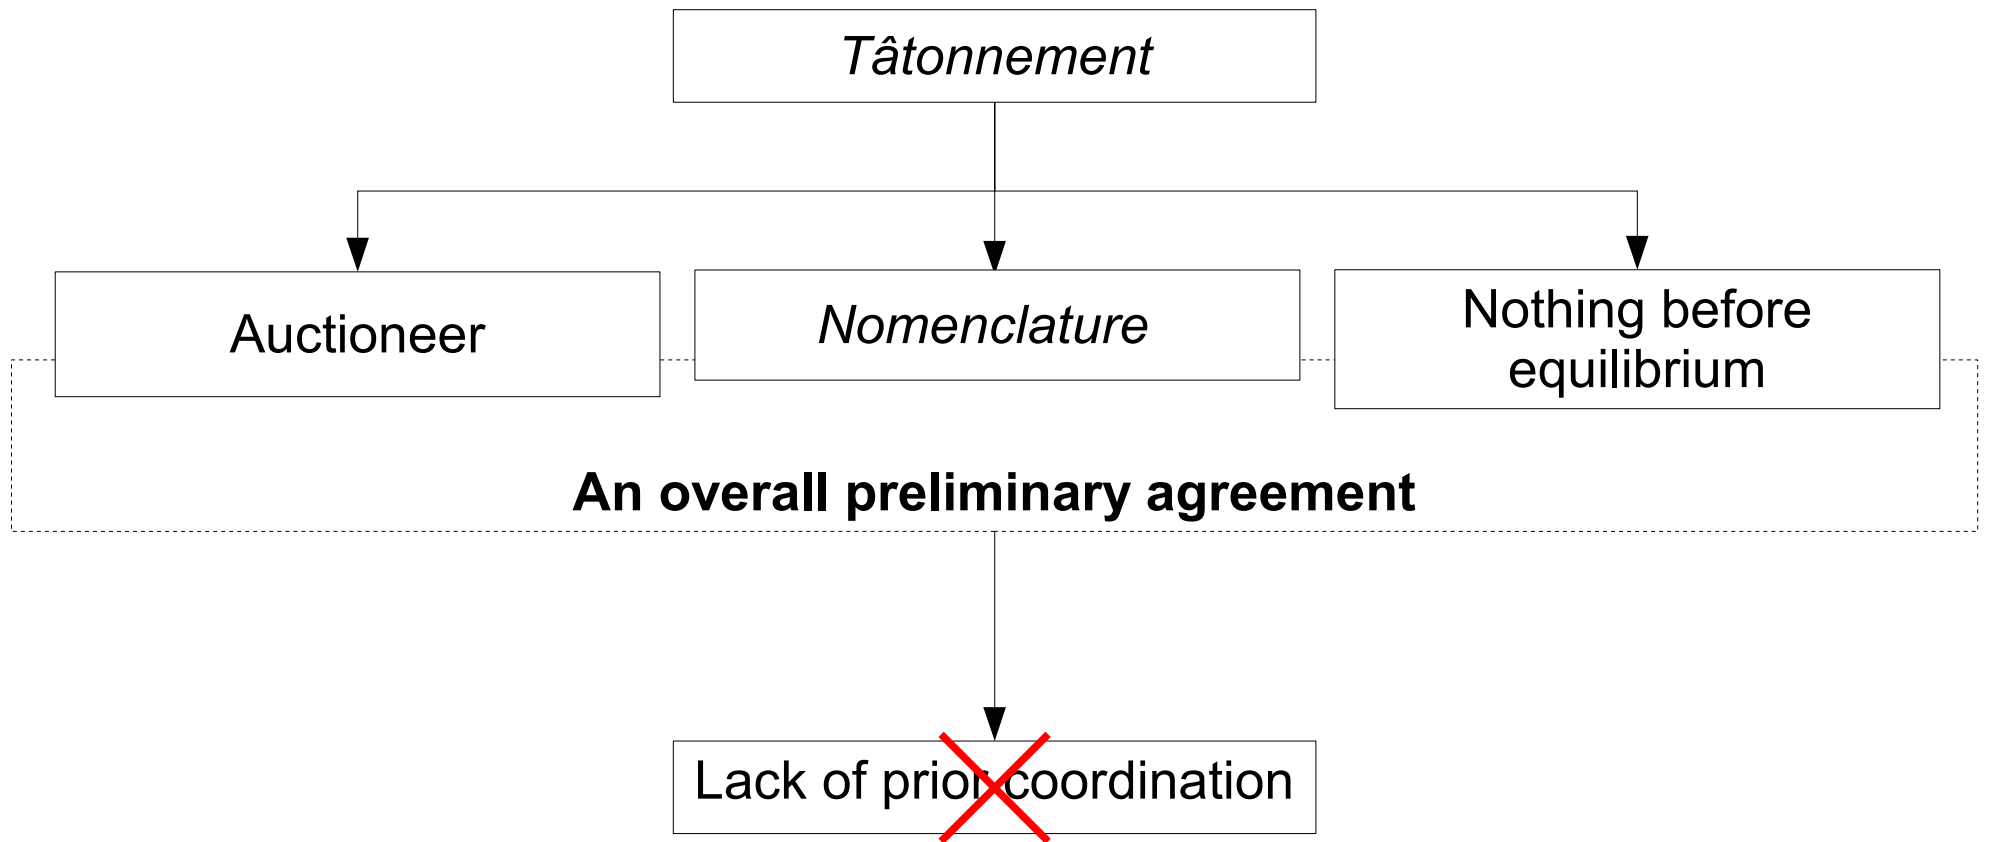 Tâtonnement
Auctioneer
Nomenclature
Nothing before
equilibrium
An overall preliminary agreement
Lack of prior coordination